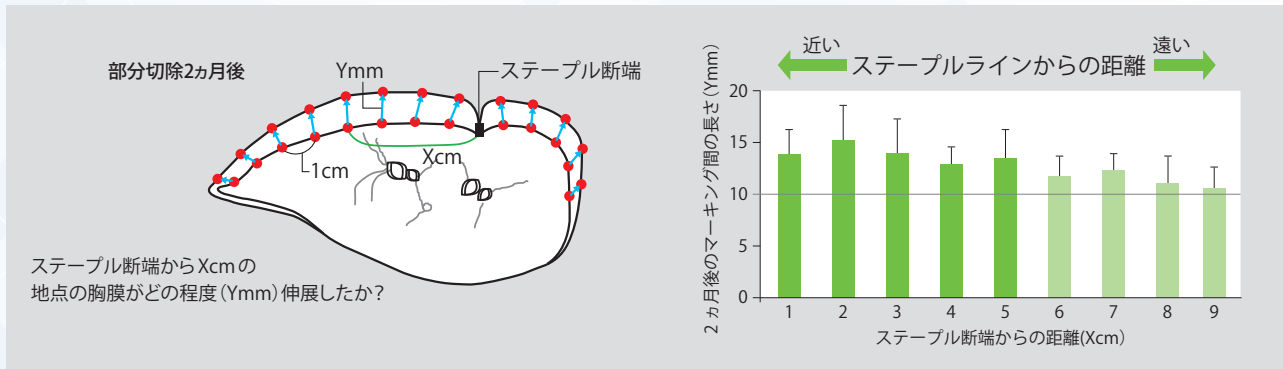 部分切除2ヵ月後
Ymm
ステープル断端
1cm
Xcm
ステープル断端からXcmの
地点の胸膜がどの程度(Ymm)伸展したか?
近い
遠い
ステープルラインからの距離
2ヵ月後のマーキング間の長さ(Ymm)
20
15
10
5
0
1 2 3 4 5 6 7 8 9
ステープル断端からの距離(Xcm)